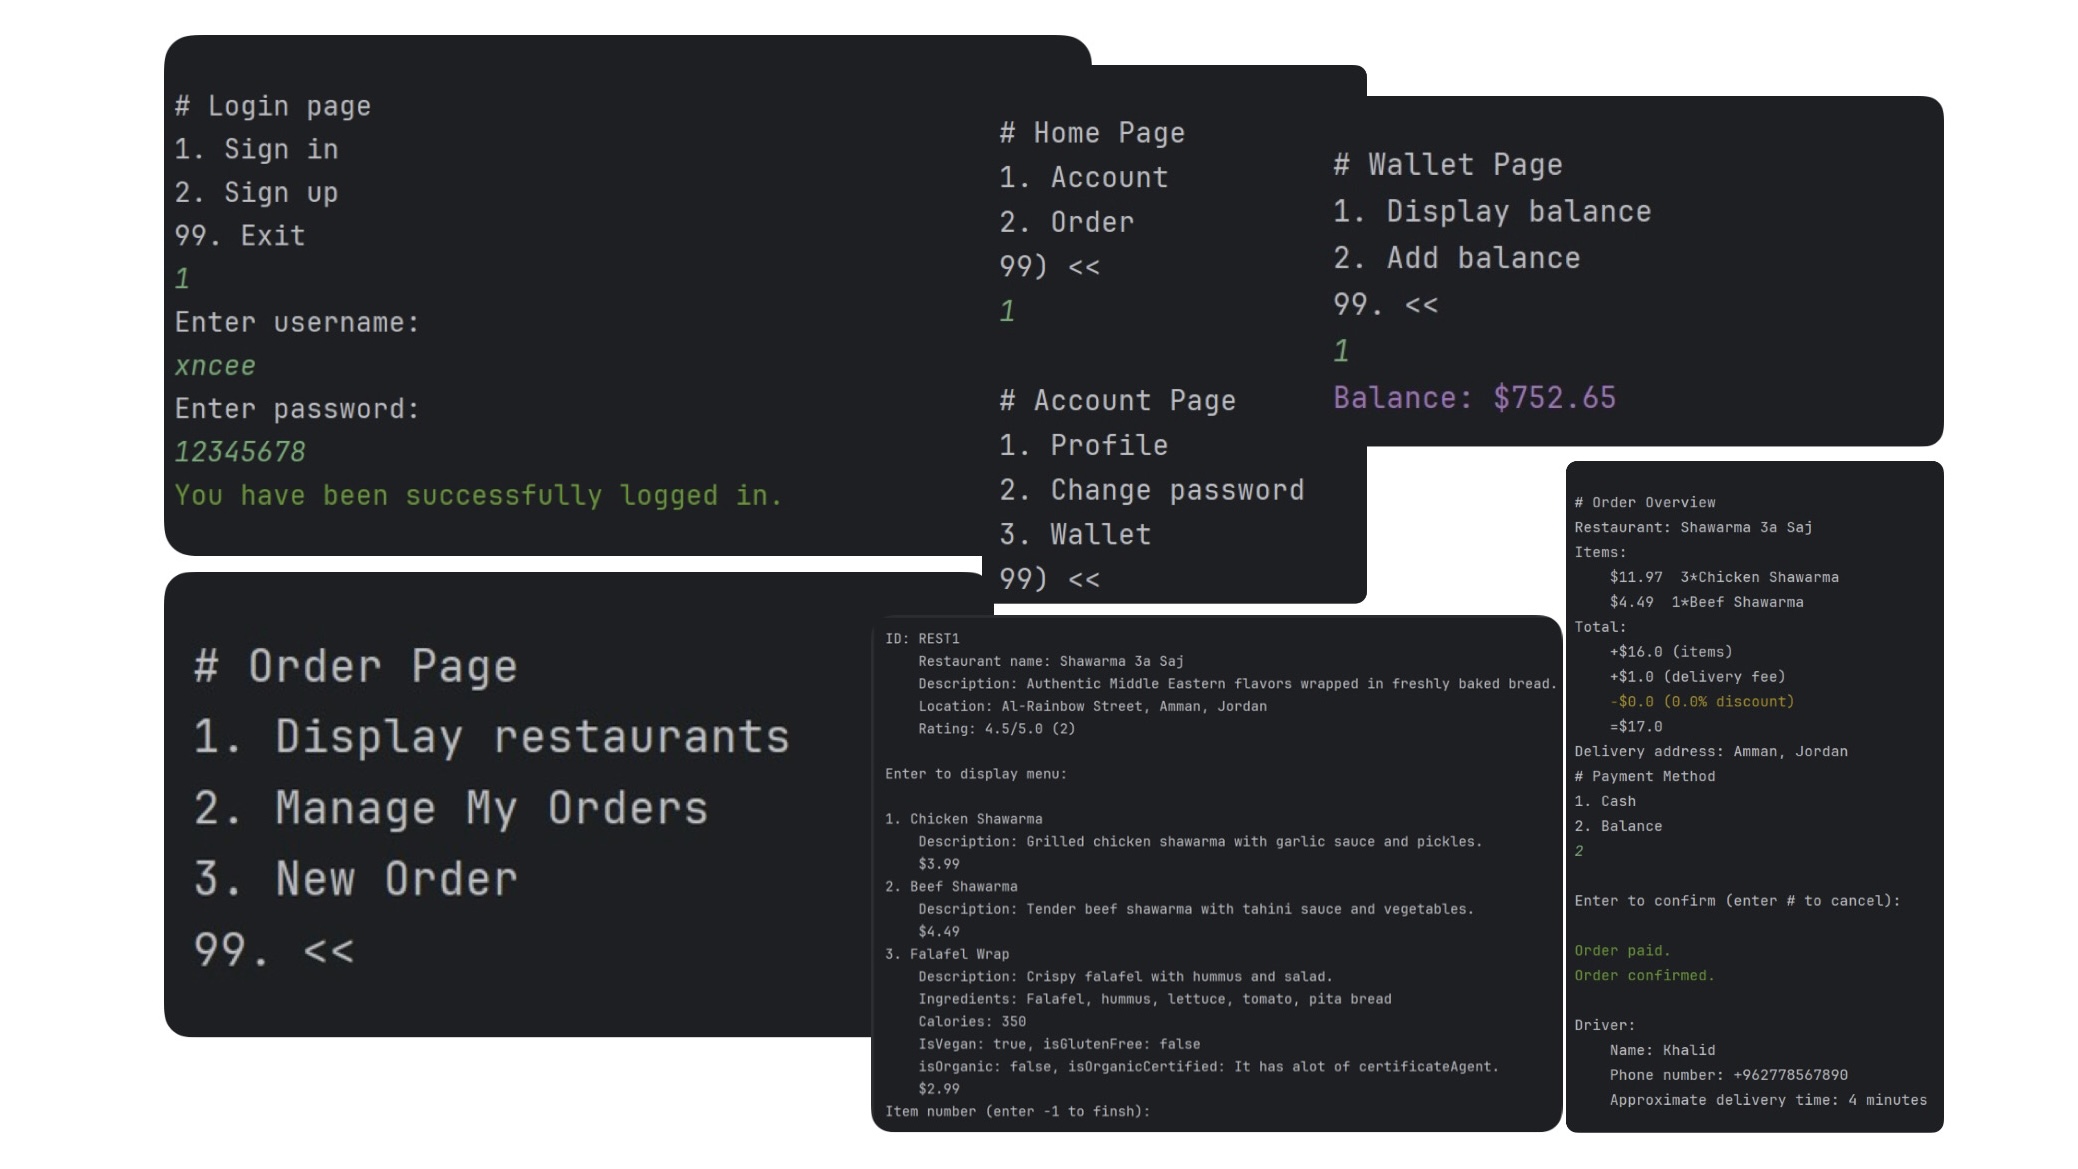 # Login page
1. Sign in
2. Sign up
99. Exit
1
Enter username:
xncee
Enter password:
12345678
You have been successfully logged in.
# Home Page
1. Account
2. Order
99) <<
1
# Account Page
1. Profile
2. Change password
3. Wallet
99) <<
# Wallet Page
1. Display balance
2. Add balance
99. <<
1
Balance: $752.65
# Order Page
1. Display restaurants
2. Manage My Orders
3. New Order
99. <<
ID: REST1
Restaurant name: Shawarma 3a Saj
Description: Authentic Middle Eastern flavors wrapped in freshly baked bread.
Location: Al-Rainbow Street, Amman, Jordan
Rating: 4.5/5.0 (2)
Enter to display menu:
1. Chicken Shawarma
Description: Grilled chicken shawarma with garlic sauce and pickles.
$3.99
2. Beef Shawarma
Description: Tender beef shawarma with tahini sauce and vegetables.
$4.49
3. Falafel Wrap
Description: Crispy falafel with hummus and salad.
Ingredients: Falafel, hummus, lettuce, tomato, pita bread
Calories: 350
IsVegan: true, isGlutenFree: false
isOrganic: false, isOrganicCertified: It has alot of certificateAgent.
$2.99
Item number (enter -1 to finsh):
# Order Overview
Restaurant: Shawarma 3a Saj
Items:
$11.97  3*Chicken Shawarma
$4.49  1*Beef Shawarma
Total:
+$16.0 (items)
+$1.0 (delivery fee)
-$0.0 (0.0% discount)
=$17.0
Delivery address: Amman, Jordan
# Payment Method
1. Cash
2. Balance
2
Enter to confirm (enter # to cancel):
Order paid.
Order confirmed.
Driver:
Name: Khalid
Phone number: +962778567890
Approximate delivery time: 4 minutes